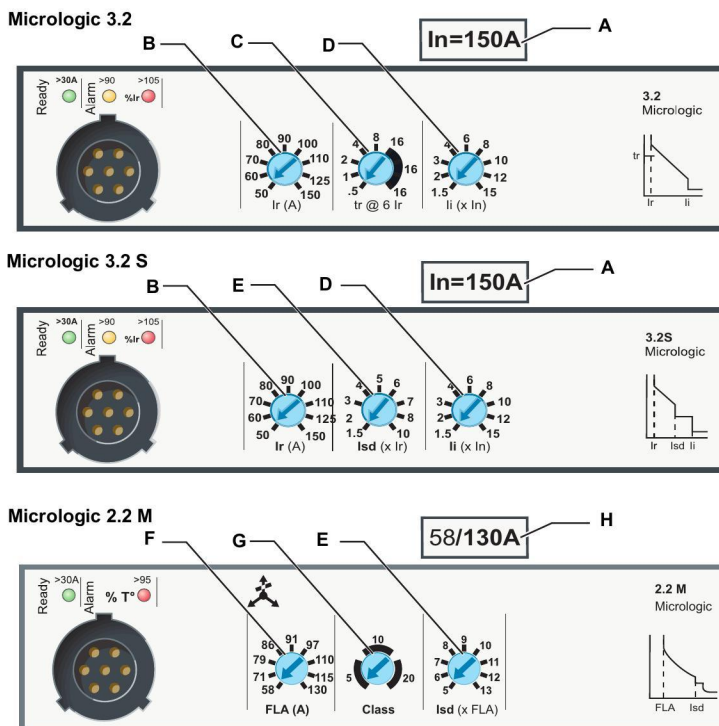 Micrologic 3.2
B
C
D
In=150A
A
Ready
>30A
Alarm
>90
>105
%Ir
50
60
70
80
90
100
110
125
150
Ir (A)
.5
1
2
4
8
16
16
16
tr @ 6 Ir
1.5
2
3
4
6
8
10
12
15
Ii (x In)
3.2
Micrologic
tr
Ir
Ii
Micrologic 3.2 S
B
E
D
In=150A
A
Ready
>30A
Alarm
>90
>105
%Ir
50
60
70
80
90
100
110
125
150
Ir (A)
1.5
2
3
4
5
6
7
8
10
Isd (x Ir)
1.5
2
3
4
6
8
10
12
15
Ii (x In)
3.2S
Micrologic
Ir
Isd
Ii
Micrologic 2.2 M
F
G
E
58/130A
H
Ready
>30A
Alarm
>95
% T°
58
71
79
86
91
97
110
115
130
FLA (A)
5
10
20
Class
5
6
7
8
9
10
11
12
13
Isd (x FLA)
2.2 M
Micrologic
FLA
Isd